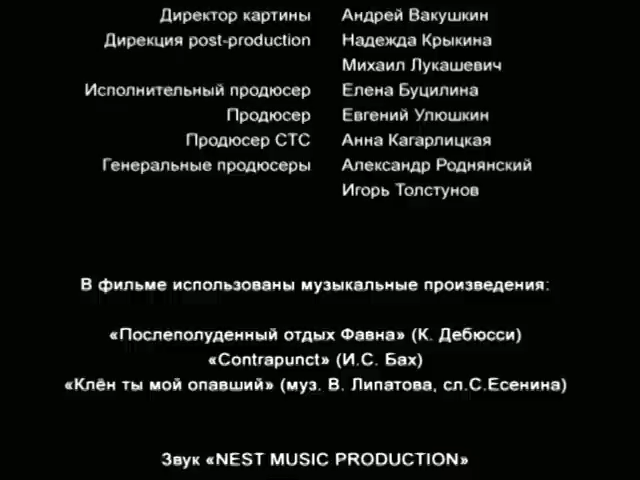 Директор картины Андрей Вакушкин
Дирекция post-production Надежда Крыкина
Михаил Лукашевич
Исполнительный продюсер Елена Буцилина
Продюсер Евгений Улюшкин
Продюсер СТС Анна Кагарлицкая
Генеральные продюсеры Александр Роднянский
Игорь Толстунов
В фильме использованы музыкальные произведения:
«Послеполуденный отдых Фавна» (К. Дебюсси)
«Contrapunct» (И.С. Бах)
«Клён ты мой опавший» (муз. В. Липатова, сл.С.Есенина)
Звук «NEST MUSIC PRODUCTION»